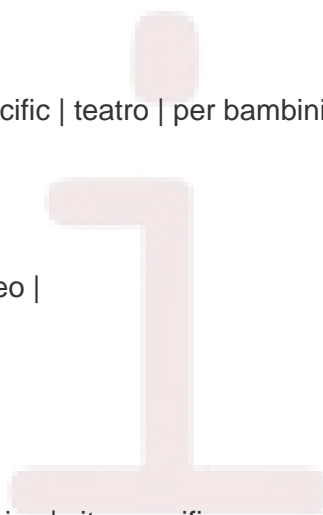 cific | teatro | per bambini
eo |